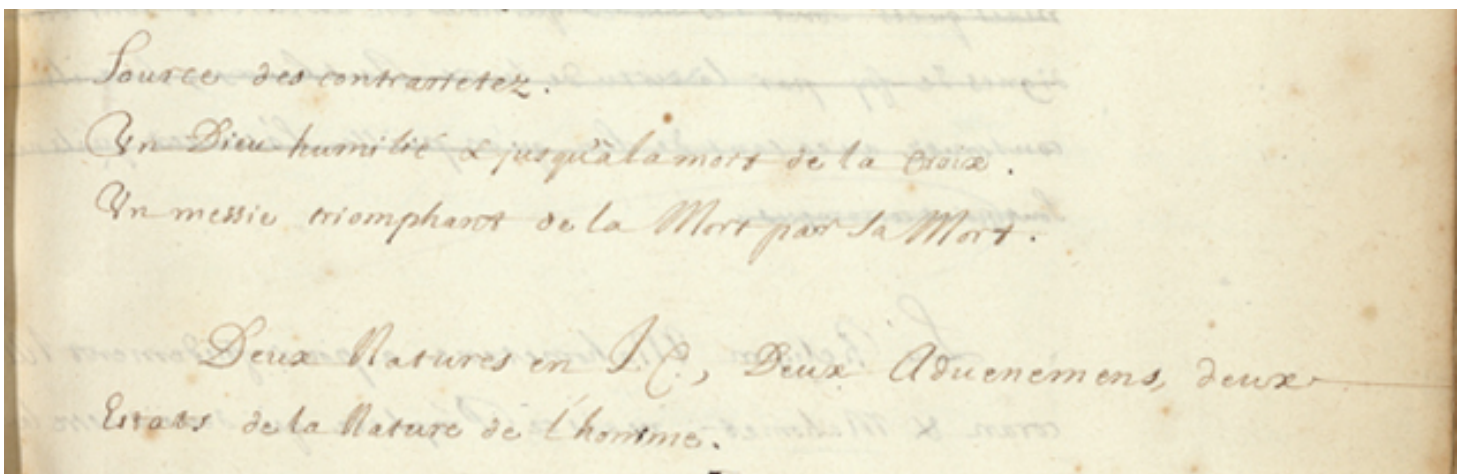 Source des contrarietez.
Un Dieu humilié & jusqu'à la mort de la Croix.
Un messie triomphant de la Mort par sa Mort.
Deux Natures en J. C., Deux Aduenemens, deux
Estats de la Nature de l'homme.